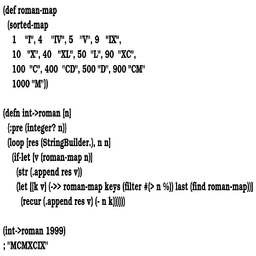 (def roman-map
(sorted-map
1 "I", 4 "IV", 5 "V", 9 "IX",
10 "X", 40 "XL", 50 "L", 90 "XC",
100 "C", 400 "CD", 500 "D", 900 "CM"
1000 "M"))
(defn int->roman [n]
{:pre (integer? n)}
(loop [res (StringBuilder.), n n]
(if-let [v (roman-map n)]
(str (.append res v))
(let [[k v] (->> roman-map keys (filter #(> n %)) last (find roman-map))]
(recur (.append res v) (- n k))))))
(int->roman 1999)
; "MCMXCIX"